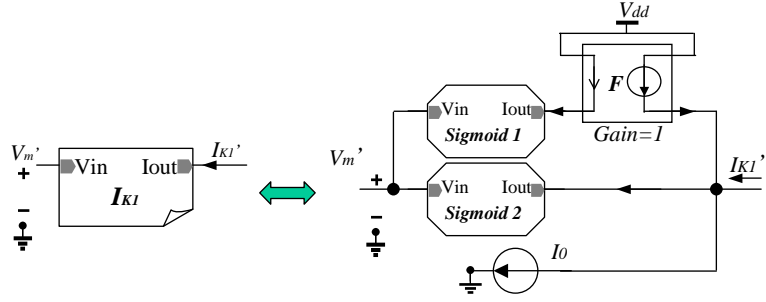 Vdd
F
Vin Iout
Sigmoid 1
Gain=1
Vm' IK1'
+ Vin Iout
IK1
−
Vm' IK1'
+ Vin Iout
Sigmoid 2
−
I0